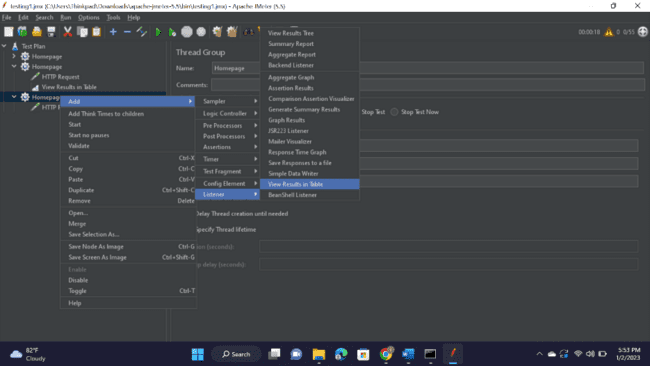 testing1.jmx (C:\Users\Thinkpad\Downloads\apache-jmeter-5.5\bin\testing1.jmx) - Apache JMeter (5.5)
File Edit Search Run Options Tools Help
00:00:18 0 0/55
Test Plan
Homepage
Homepage
HTTP Request
View Results in Table
Homepage
HTTP
Thread Group
Name: Homepage
Comments:
Stop Test Stop Test Now
Delay Thread creation until needed
Specify Thread lifetime
(seconds):
delay (seconds):
Add
Add Think Times to children
Start
Start no pauses
Validate
Cut Ctrl-X
Copy Ctrl-C
Paste Ctrl-V
Duplicate Ctrl+Shift-C
Remove Delete
Open...
Merge
Save Selection As...
Save Node As Image Ctrl-G
Save Screen As Image Ctrl+Shift-G
Enable
Disable
Toggle Ctrl-T
Help
Sampler
Logic Controller
Pre Processors
Post Processors
Assertions
Timer
Test Fragment
Config Element
Listener
View Results Tree
Summary Report
Aggregate Report
Backend Listener
Aggregate Graph
Assertion Results
Comparison Assertion Visualizer
Generate Summary Results
Graph Results
JSR223 Listener
Mailer Visualizer
Response Time Graph
Save Responses to a file
Simple Data Writer
View Results in Table
BeanShell Listener
82°F
Cloudy
Search
5:53 PM
1/2/2023